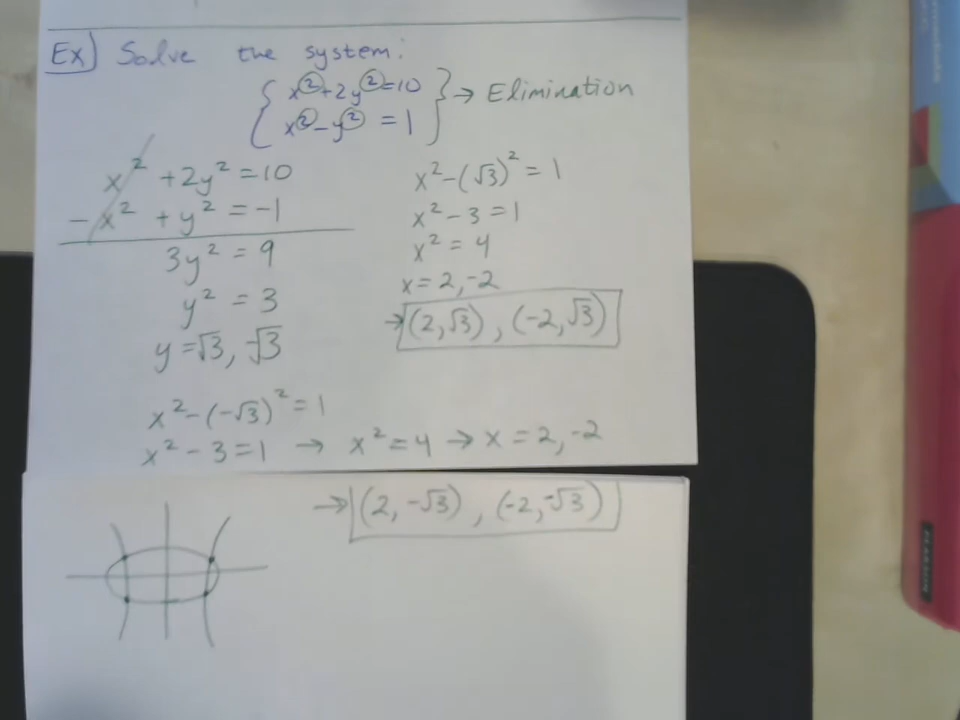 Ex) Solve the system:
{ x²+2y²=10
x²-y² = 1 } → Elimination
x² +2y² =10
-x² + y² = -1
3y² = 9
y² = 3
y =√3, -√3
x²-(√3)² = 1
x² - 3 = 1
x² = 4
x = 2, -2
→ (2, √3) , (-2, √3)
x² - (-√3)² = 1
x² - 3 = 1 → x² = 4 → x = 2, -2
→ (2, -√3) , (-2, -√3)
PEARSON